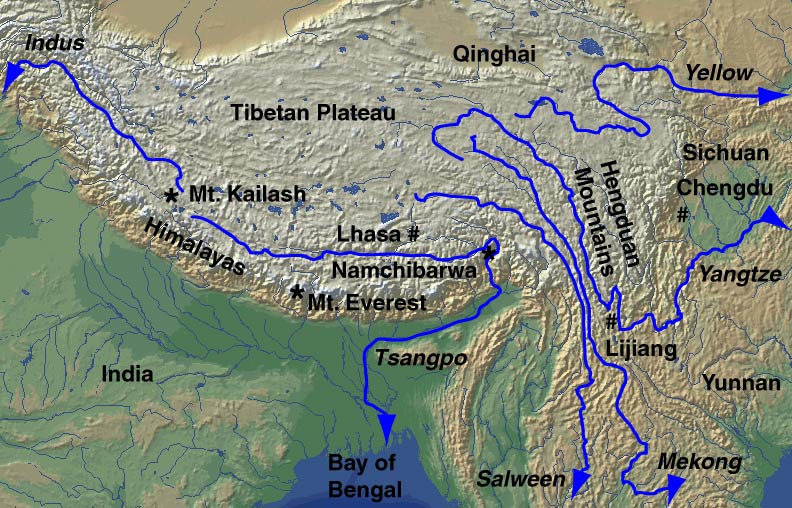 Indus
Qinghai
Yellow
Tibetan Plateau
Sichuan
Chengdu
#
Hengduan
Mountains
* Mt. Kailash
Himalayas
Lhasa #
Namchibarwa *
* Mt. Everest
Yangtze
#
Lijiang
Tsangpo
India
Yunnan
Bay of
Bengal
Salween
Mekong